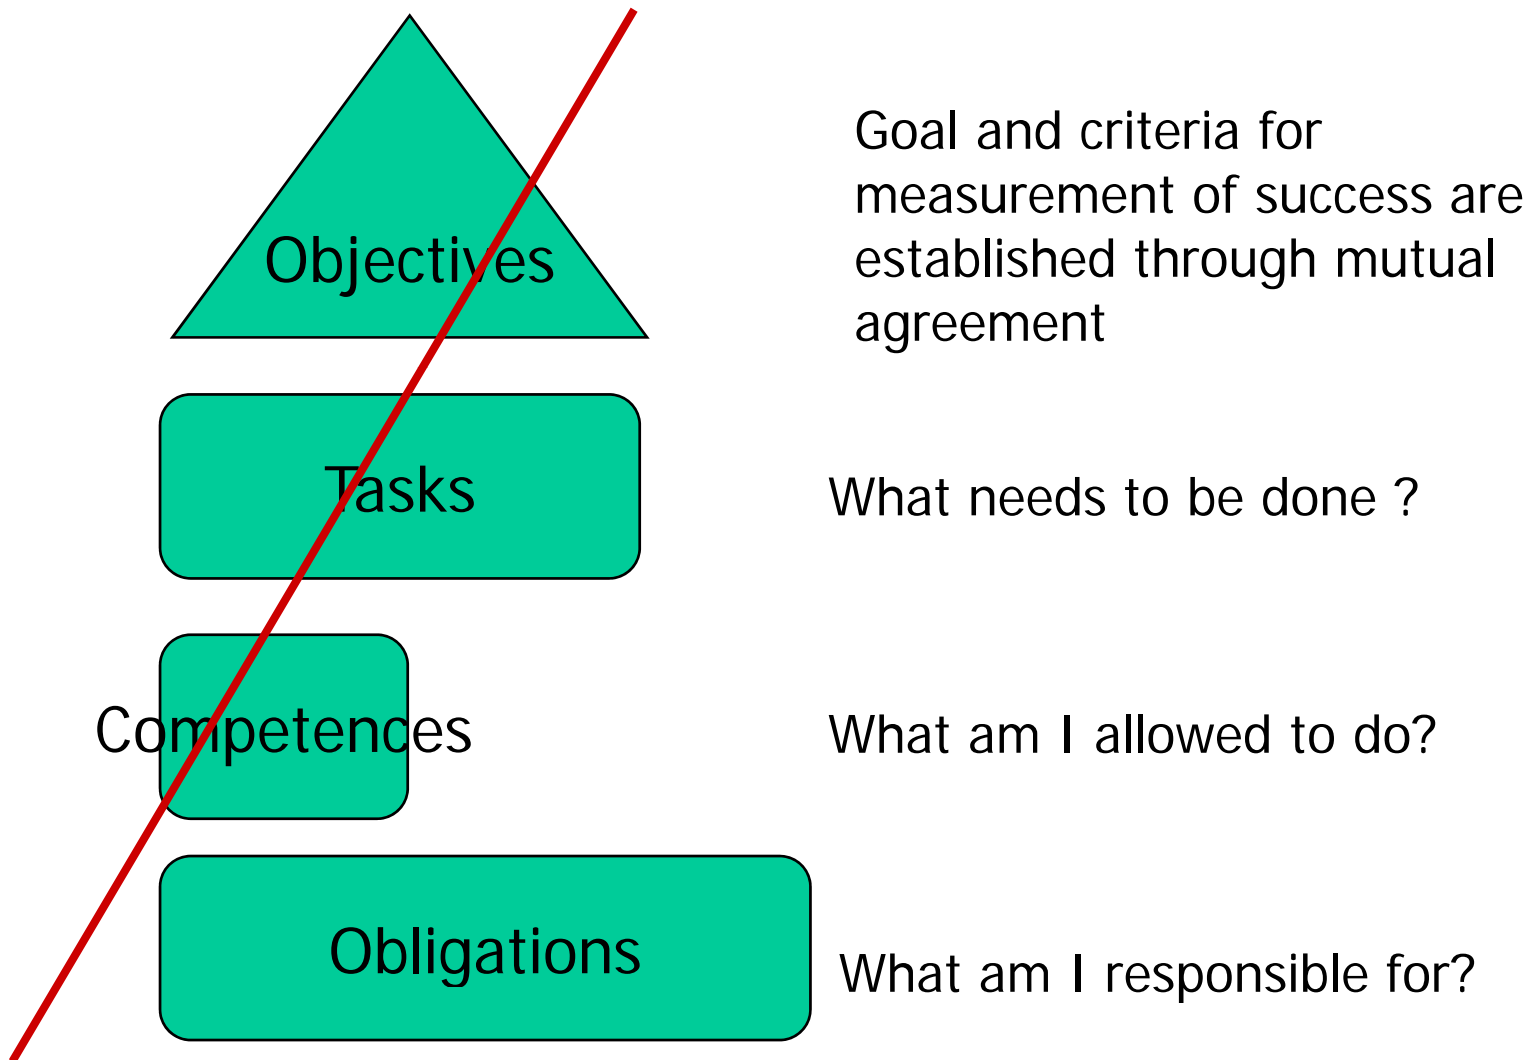 Objectives
Goal and criteria for
measurement of success are
established through mutual
agreement
Tasks
What needs to be done ?
Competences
What am I allowed to do?
Obligations
What am I responsible for?